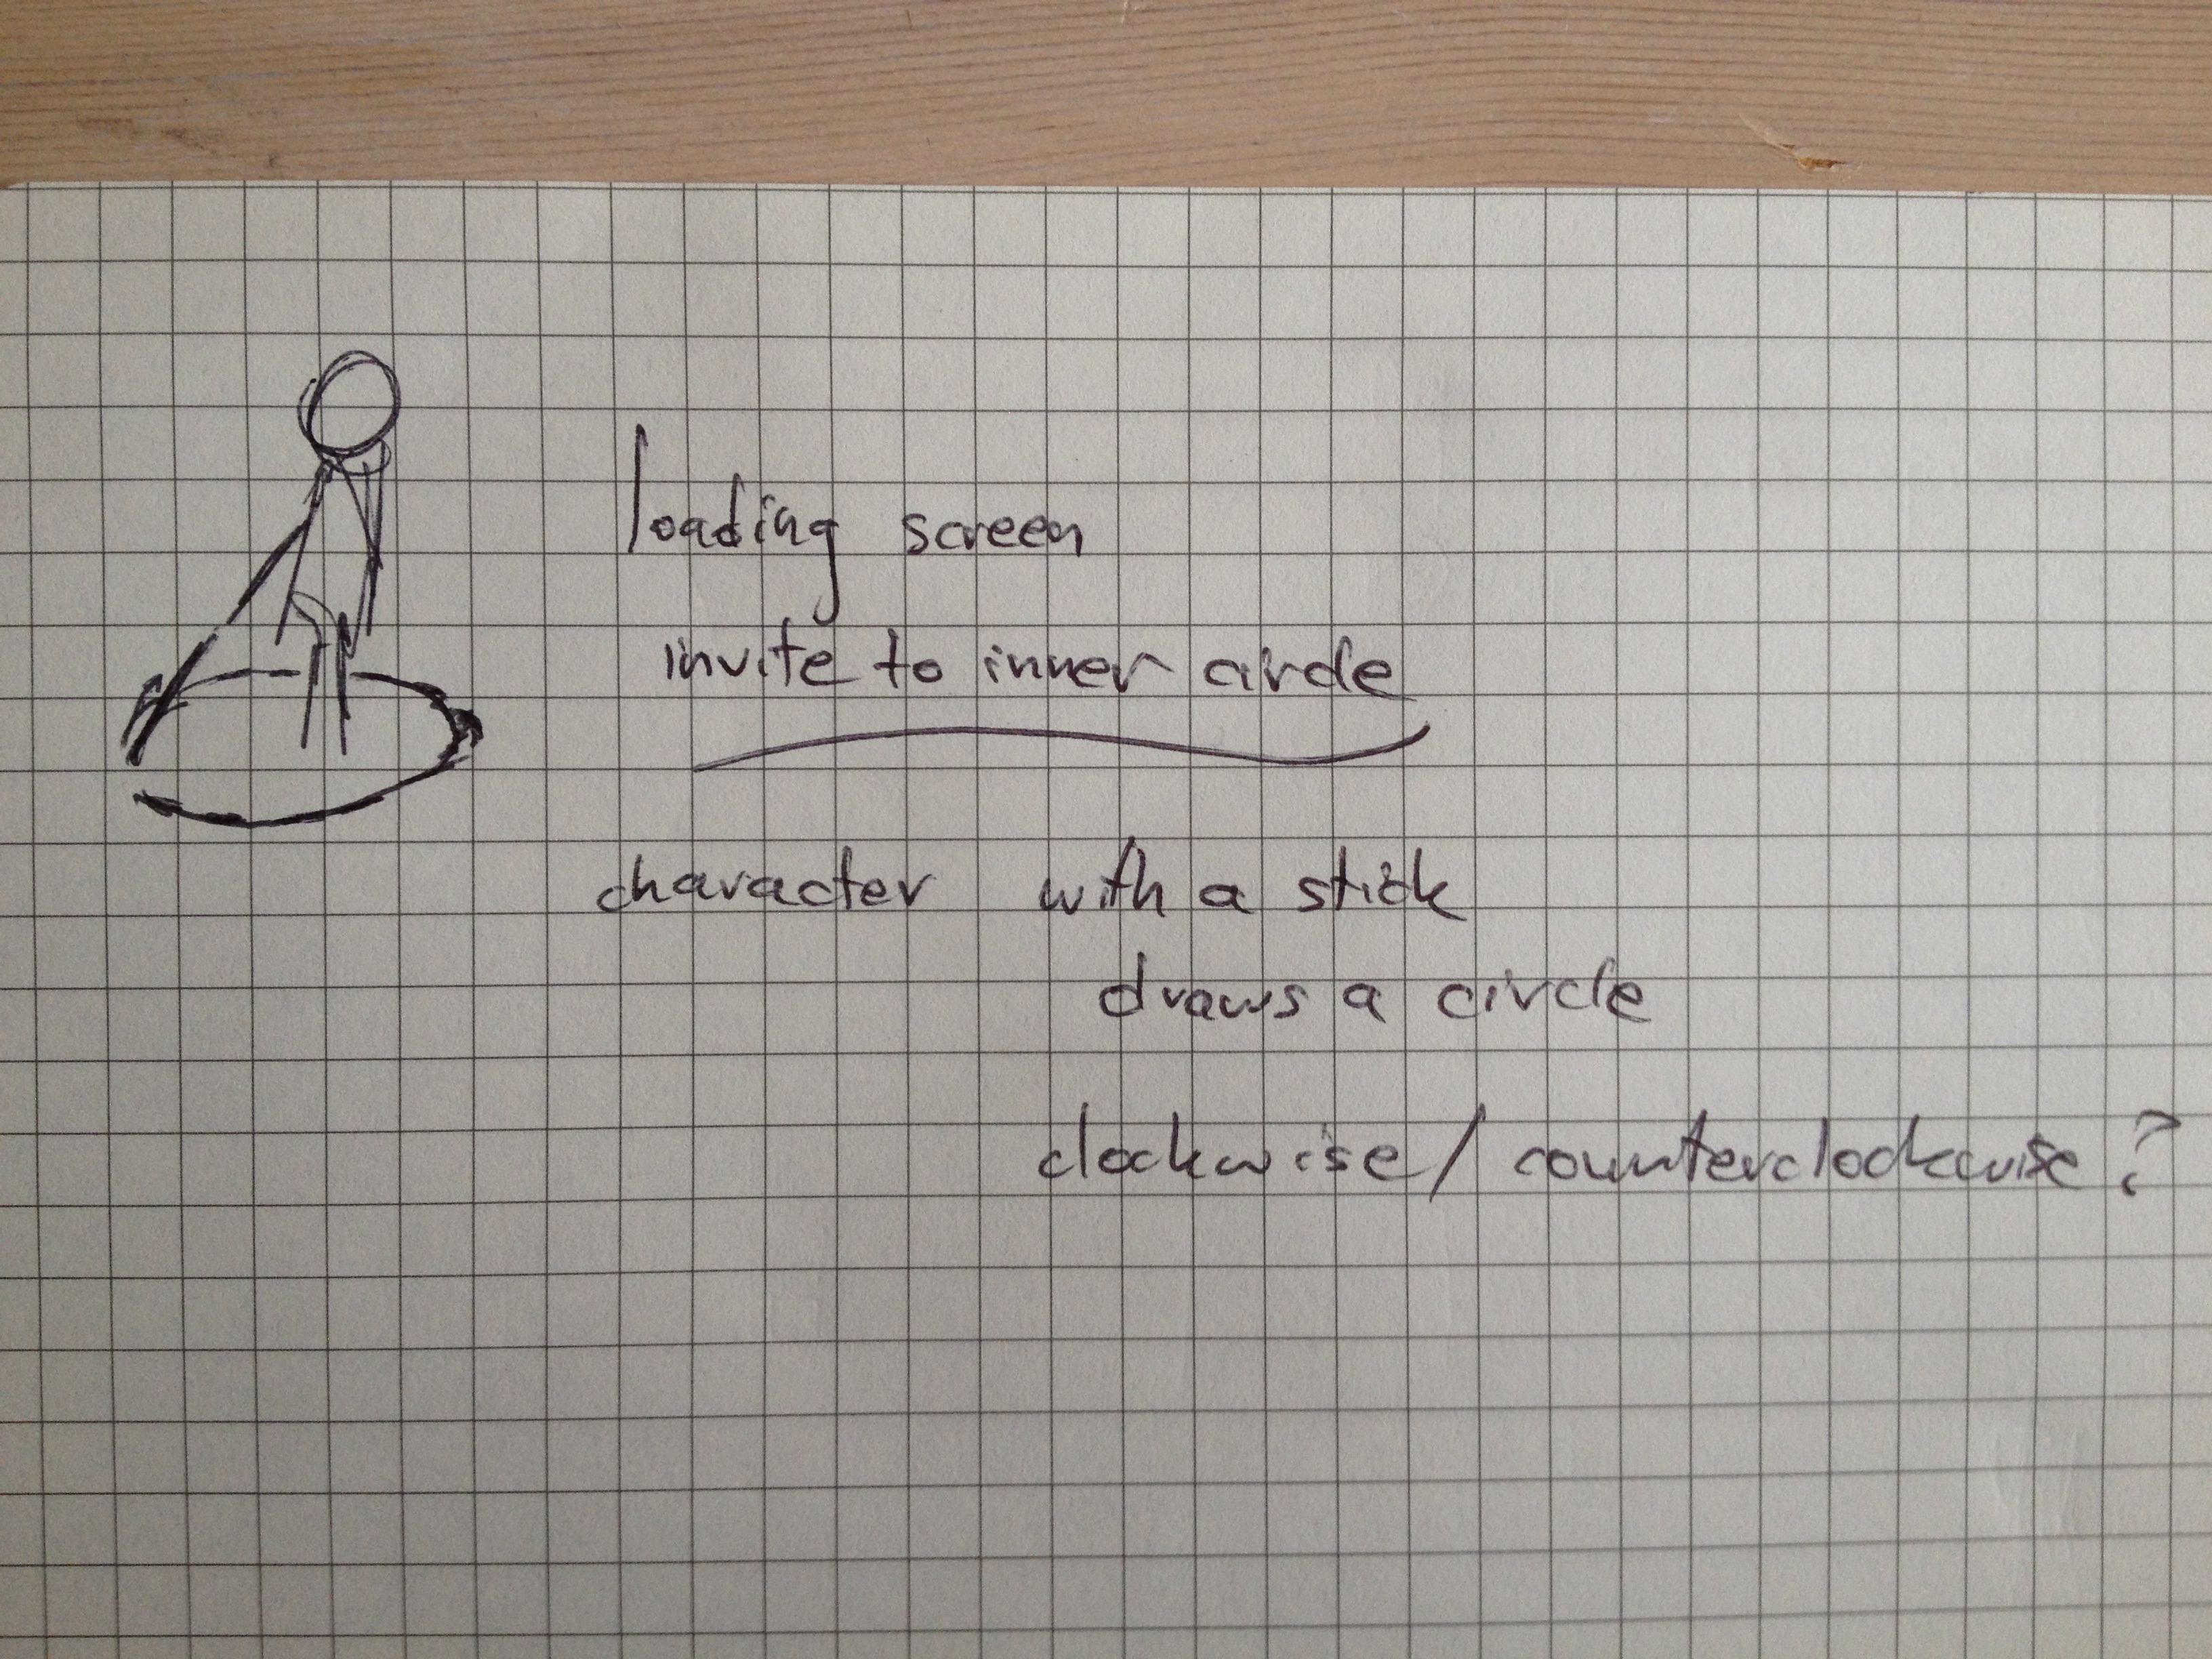 loading screen
invite to inner circle
character with a stick
draws a circle
clockwise / counterclockwise?